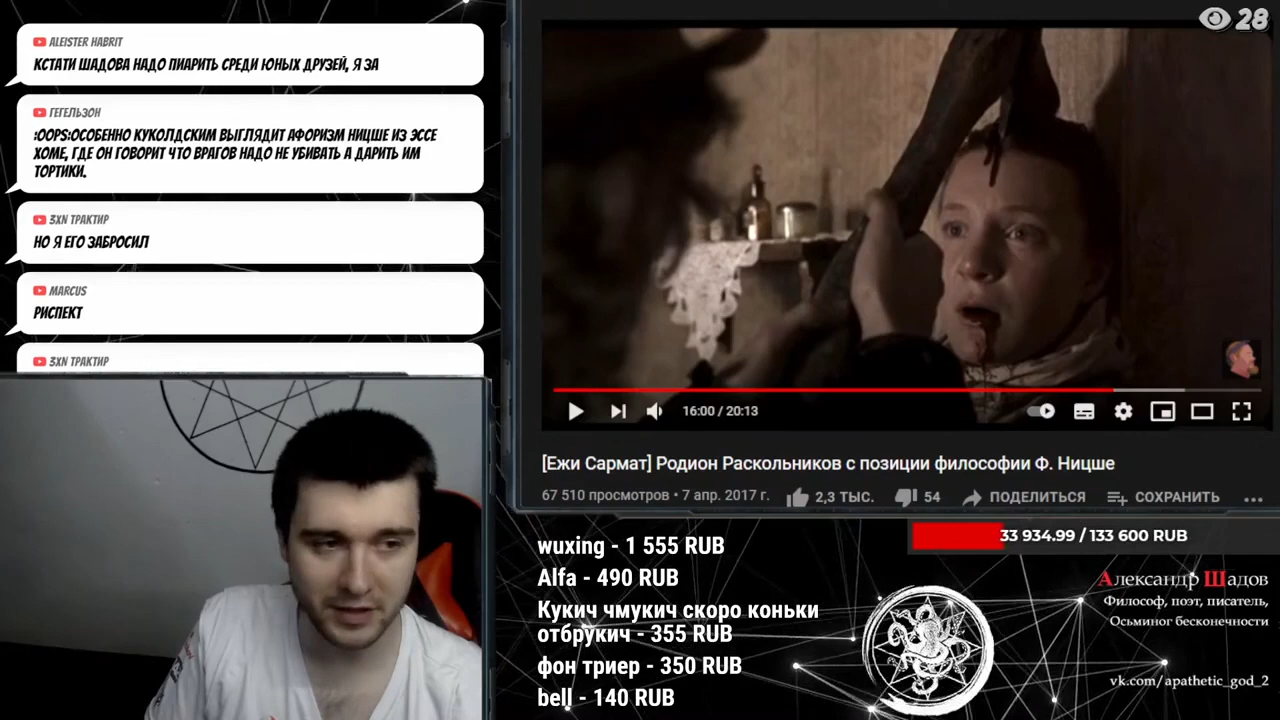 ALEISTER HABRIT
КСТАТИ ШАДОВА НАДО ПИАРИТЬ СРЕДИ ЮНЫХ ДРУЗЕЙ, Я ЗА
ГЕГЕЛЬЗОН
:OOPS:ОСОБЕННО КУКОЛДСКИМ ВЫГЛЯДИТ АФОРИЗМ НИЦШЕ ИЗ ЭССЕ
ХОМЕ, ГДЕ ОН ГОВОРИТ ЧТО ВРАГОВ НАДО НЕ УБИВАТЬ А ДАРИТЬ ИМ
ТОРТИКИ.
ЗХN ТРАКТИР
НО Я ЕГО ЗАБРОСИЛ
MARCUS
РИСПЕКТ
ЗХN ТРАКТИР
28
16:00 / 20:13
[Ежи Сармат] Родион Раскольников с позиции философии Ф. Ницше
67 510 просмотров • 7 апр. 2017 г.
2,3 ТЫС.
54
ПОДЕЛИТЬСЯ
СОХРАНИТЬ
33 934.99 / 133 600 RUB
wuxing - 1 555 RUB
Alfa - 490 RUB
Кукич чмукич скоро коньки
отбрукич - 355 RUB
фон триер - 350 RUB
bell - 140 RUB
Александр Шадов
Философ, поэт, писатель,
Осьминог бесконечности
vk.com/apathetic_god_2